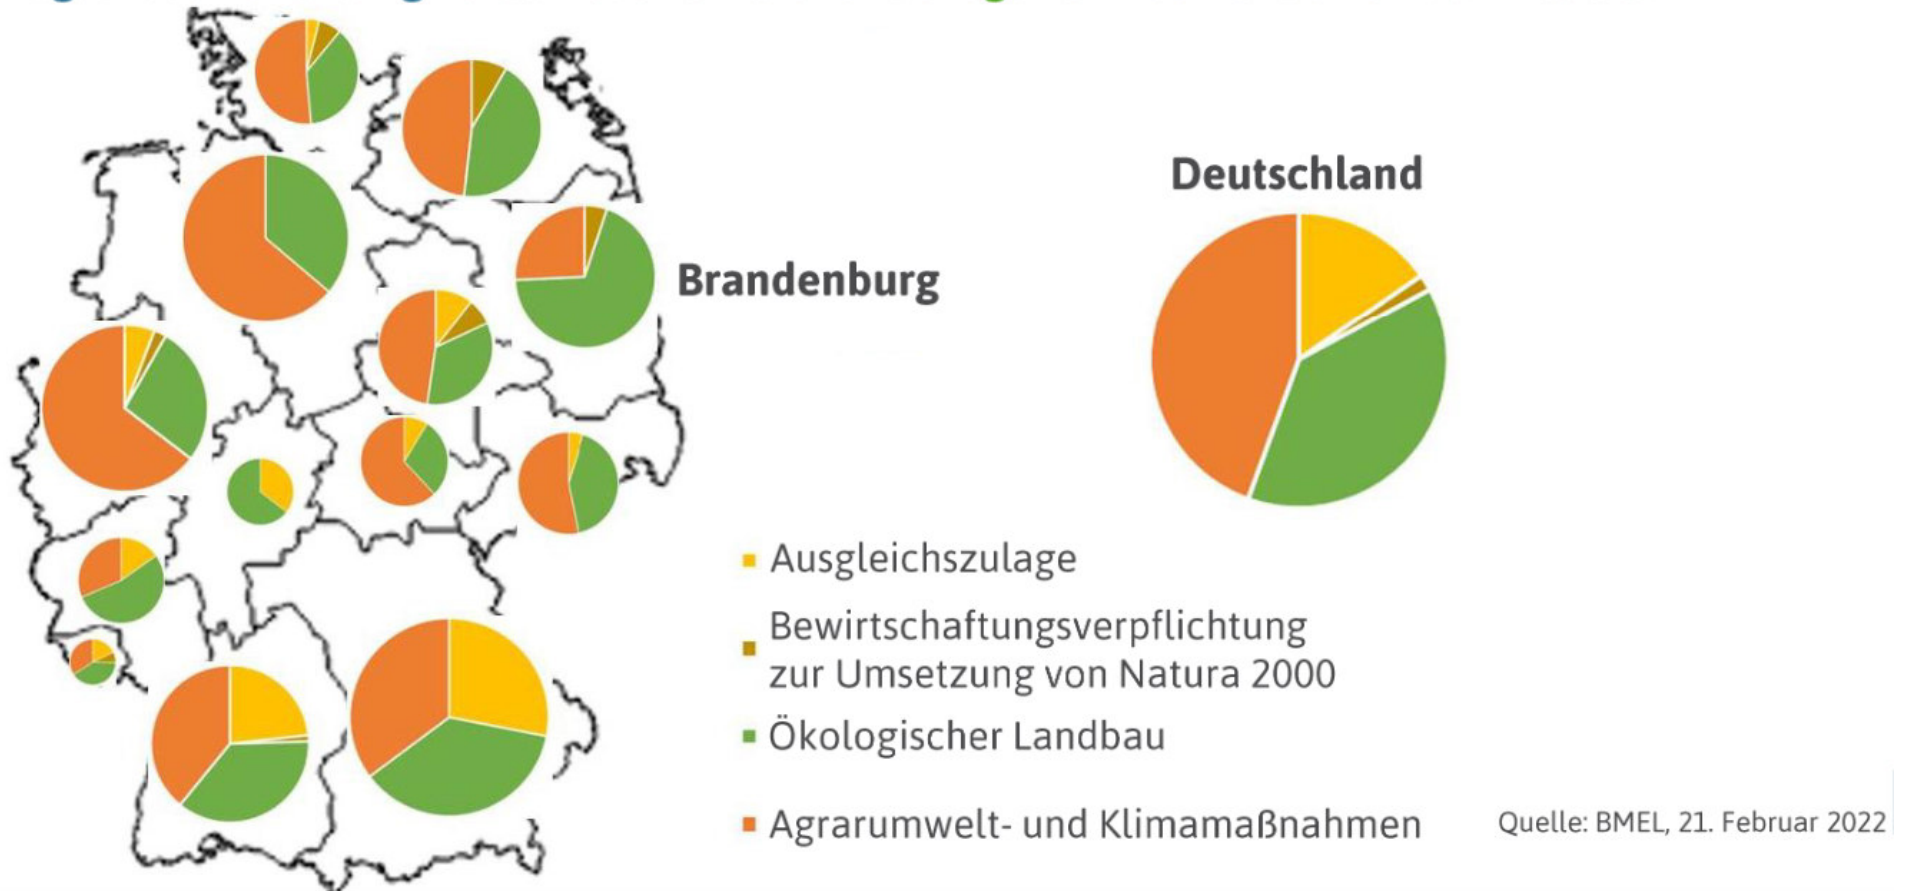 Deutschland
Brandenburg
Ausgleichszulage
Bewirtschaftungsverpflichtung
zur Umsetzung von Natura 2000
Ökologischer Landbau
Agrarumwelt- und Klimamaßnahmen
Quelle: BMEL, 21. Februar 2022